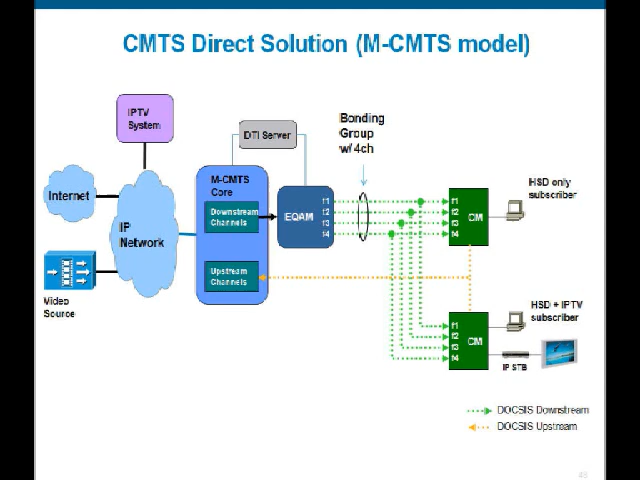 CMTS Direct Solution (M-CMTS model)
IPTV
System
DTI Server
Bonding
Group
w/ 4ch
Internet
IP
Network
M-CMTS
Core
Downstream
Channels
Upstream
Channels
EQAM
f1
f2
f3
f4
f1
f2
f3
f4
CM
HSD only
subscriber
Video
Source
f1
f2
f3
f4
CM
HSD + IPTV
subscriber
IP STB
DOCSIS Downstream
DOCSIS Upstream